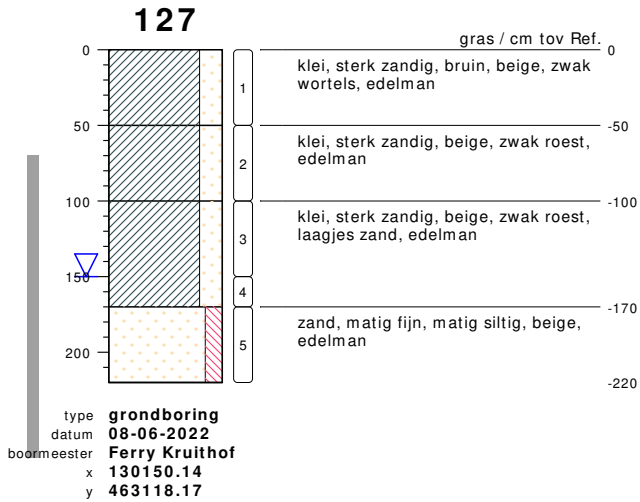 127
gras / cm tov Ref.
0
0
1
klei, sterk zandig, bruin, beige, zwak
wortels, edelman
50
-50
2
klei, sterk zandig, beige, zwak roest,
edelman
100
-100
3
klei, sterk zandig, beige, zwak roest,
laagjes zand, edelman
150
4
-170
5
zand, matig fijn, matig siltig, beige,
edelman
200
-220
type grondboring
datum 08-06-2022
boormeester Ferry Kruithof
x 130150.14
y 463118.17